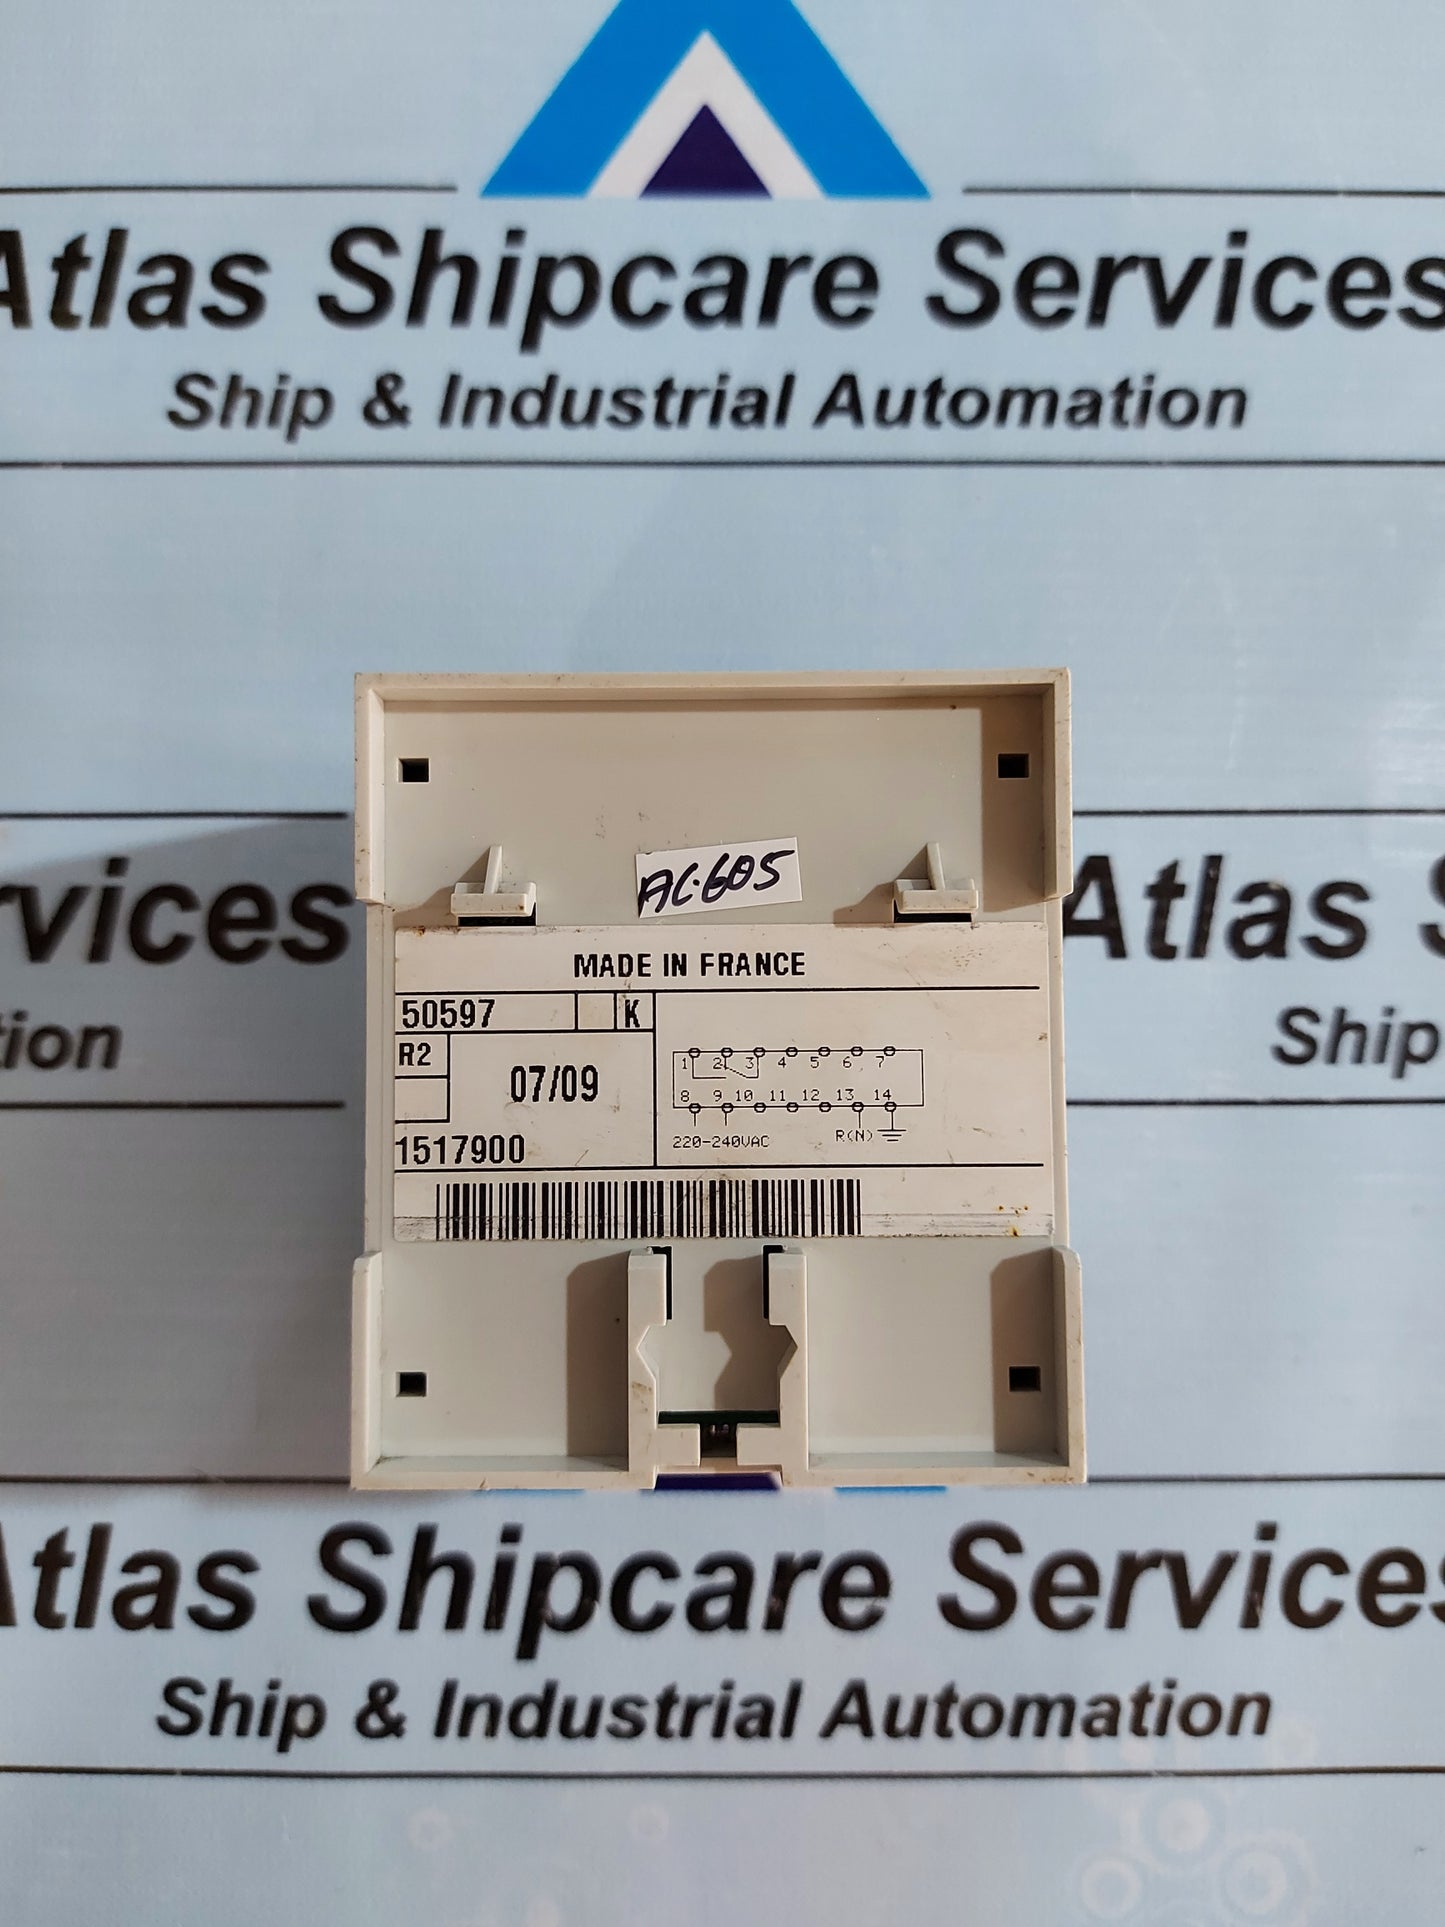 Atlas Shipcare Services
Ship & Industrial Automation
rvices
tion
Atlas S
Ship
AC-605
MADE IN FRANCE
50597 K
R2
07/09
1517900
1 2 3 4 5 6 7
8 9 10 11 12 13 14
220-240VAC R(N)
Atlas Shipcare Services
Ship & Industrial Automation